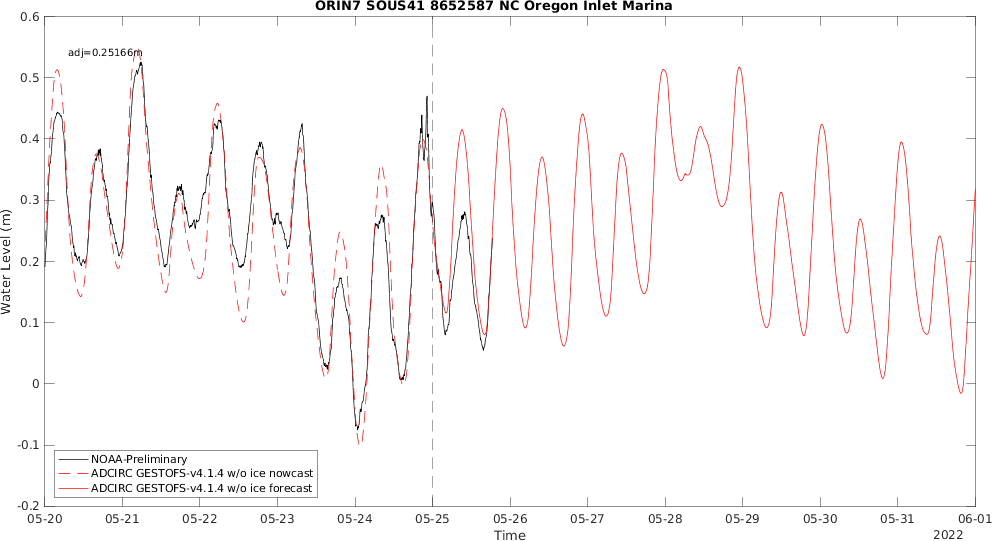 ORIN7 SOUS41 8652587 NC Oregon Inlet Marina
adj=0.25166m
Water Level (m)
0.6
0.5
0.4
0.3
0.2
0.1
0
-0.1
-0.2
NOAA-Preliminary
ADCIRC GESTOFS-v4.1.4 w/o ice nowcast
ADCIRC GESTOFS-v4.1.4 w/o ice forecast
05-20 05-21 05-22 05-23 05-24 05-25 05-26 05-27 05-28 05-29 05-30 05-31 06-01
Time
2022